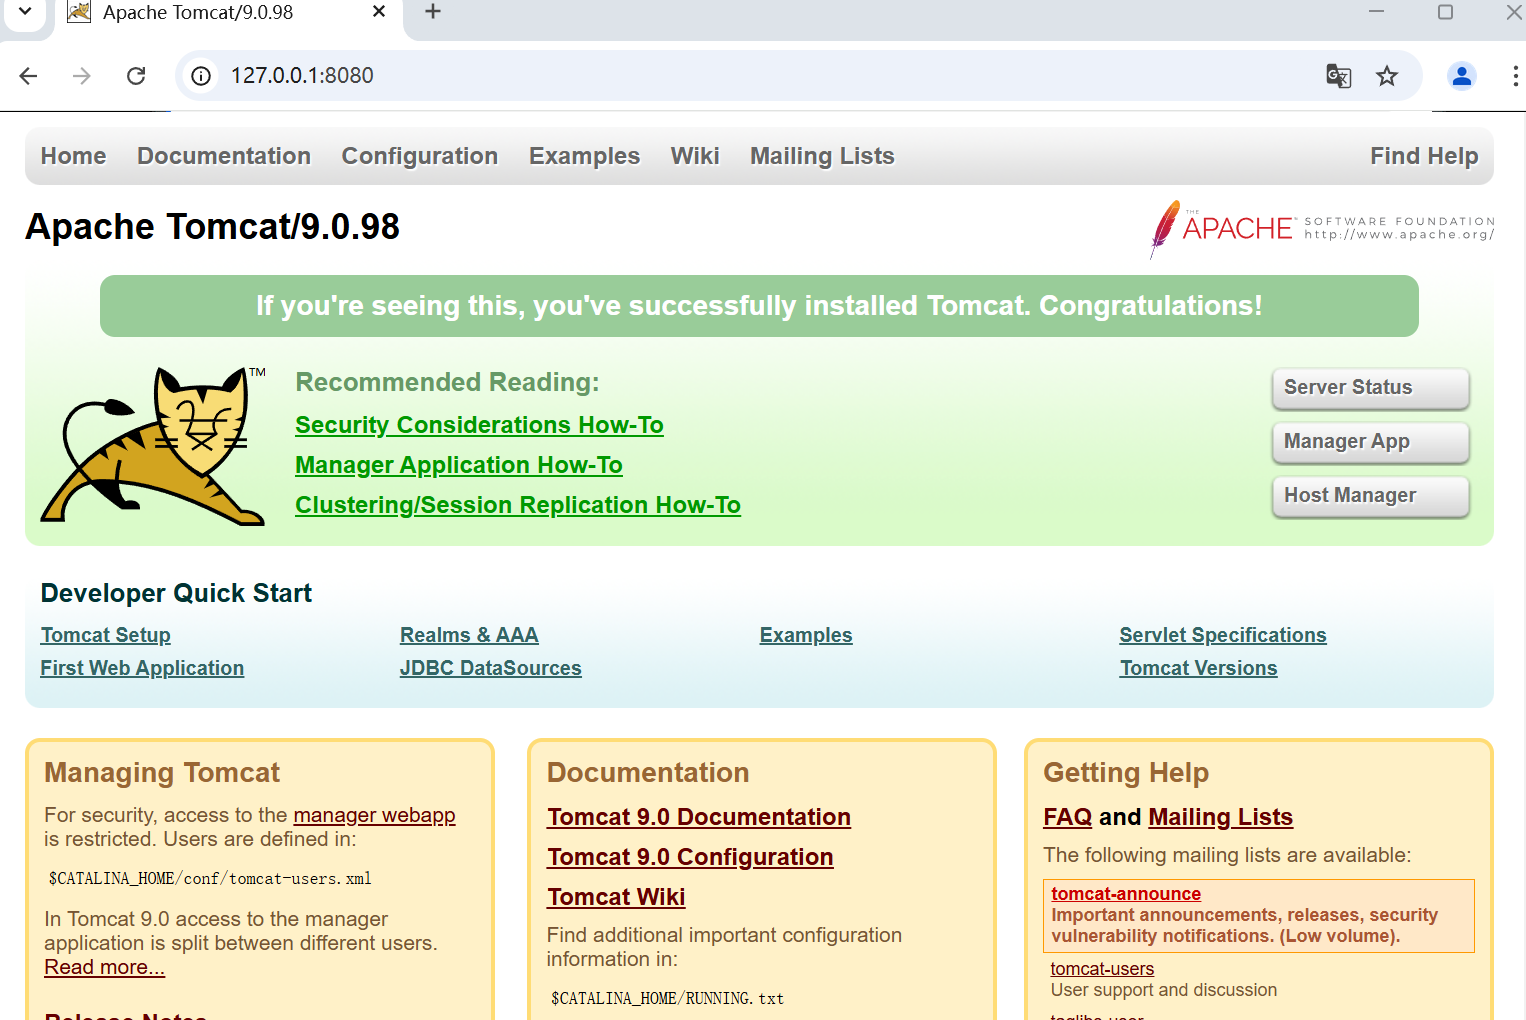 Apache Tomcat/9.0.98
127.0.0.1:8080
Home Documentation Configuration Examples Wiki Mailing Lists Find Help
Apache Tomcat/9.0.98
THE APACHE™ SOFTWARE FOUNDATION
http://www.apache.org/
If you're seeing this, you've successfully installed Tomcat. Congratulations!
TM
Recommended Reading:
Security Considerations How-To
Manager Application How-To
Clustering/Session Replication How-To
Server Status
Manager App
Host Manager
Developer Quick Start
Tomcat Setup Realms & AAA Examples Servlet Specifications
First Web Application JDBC DataSources Tomcat Versions
Managing Tomcat
For security, access to the manager webapp
is restricted. Users are defined in:
$CATALINA_HOME/conf/tomcat-users.xml
In Tomcat 9.0 access to the manager
application is split between different users.
Read more...
Release Notes
Documentation
Tomcat 9.0 Documentation
Tomcat 9.0 Configuration
Tomcat Wiki
Find additional important configuration
information in:
$CATALINA_HOME/RUNNING.txt
Getting Help
FAQ and Mailing Lists
The following mailing lists are available:
tomcat-announce
Important announcements, releases, security
vulnerability notifications. (Low volume).
tomcat-users
User support and discussion
taglibs-user